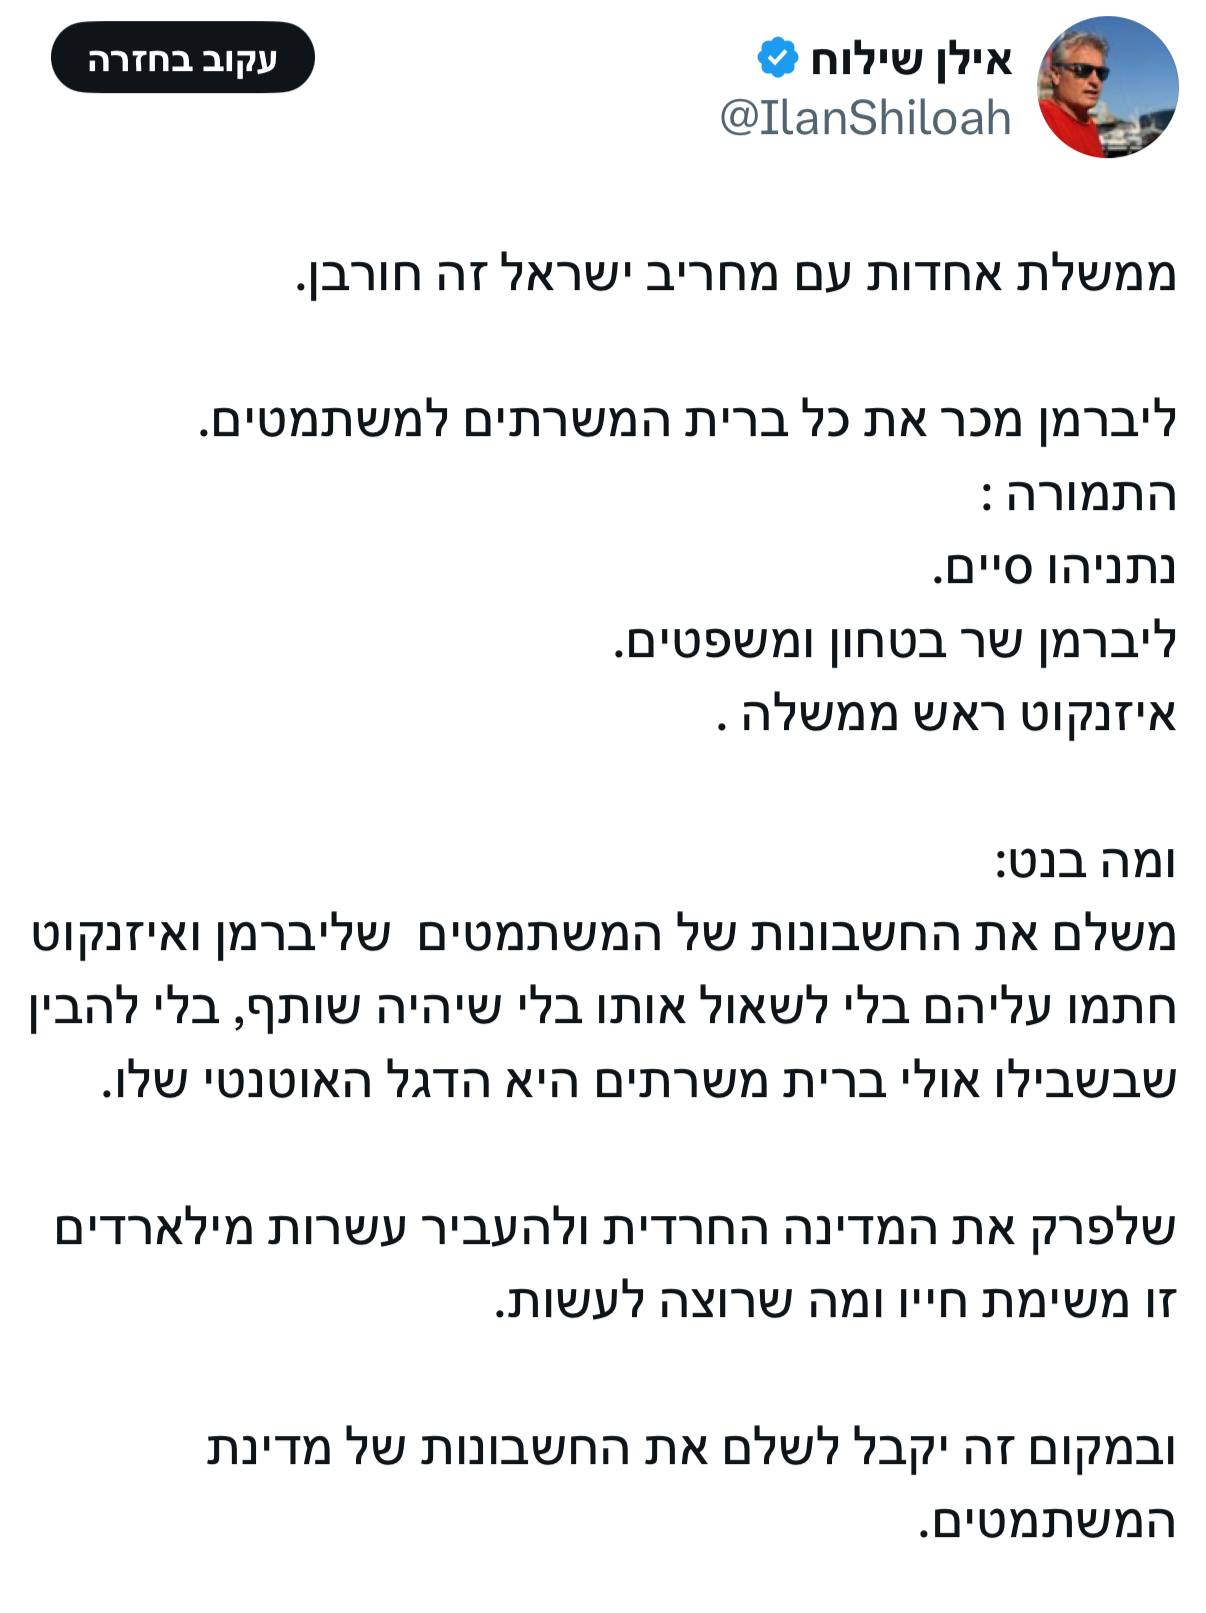 אילן שילוח
@IlanShiloah
עקוב בחזרה
ממשלת אחדות עם מחריב ישראל זה חורבן.
ליברמן מכר את כל ברית המשרתים למשתמטים.
התמורה :
נתניהו סיים.
ליברמן שר בטחון ומשפטים.
איזנקוט ראש ממשלה .
ומה בנט:
משלם את החשבונות של המשתמטים  שליברמן ואיזנקוט
חתמו עליהם בלי לשאול אותו בלי שיהיה שותף, בלי להבין
שבשבילו אולי ברית משרתים היא הדגל האוטנטי שלו.
שלפרק את המדינה החרדית ולהעביר עשרות מילארדים
זו משימת חייו ומה שרוצה לעשות.
ובמקום זה יקבל לשלם את החשבונות של מדינת
המשתמטים.